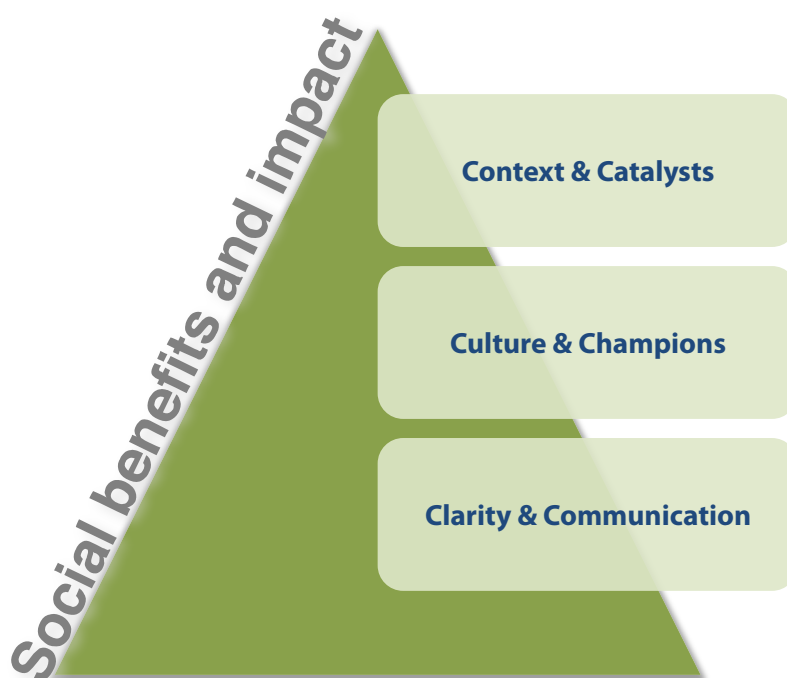 Social benefits and impact
Context & Catalysts
Culture & Champions
Clarity & Communication